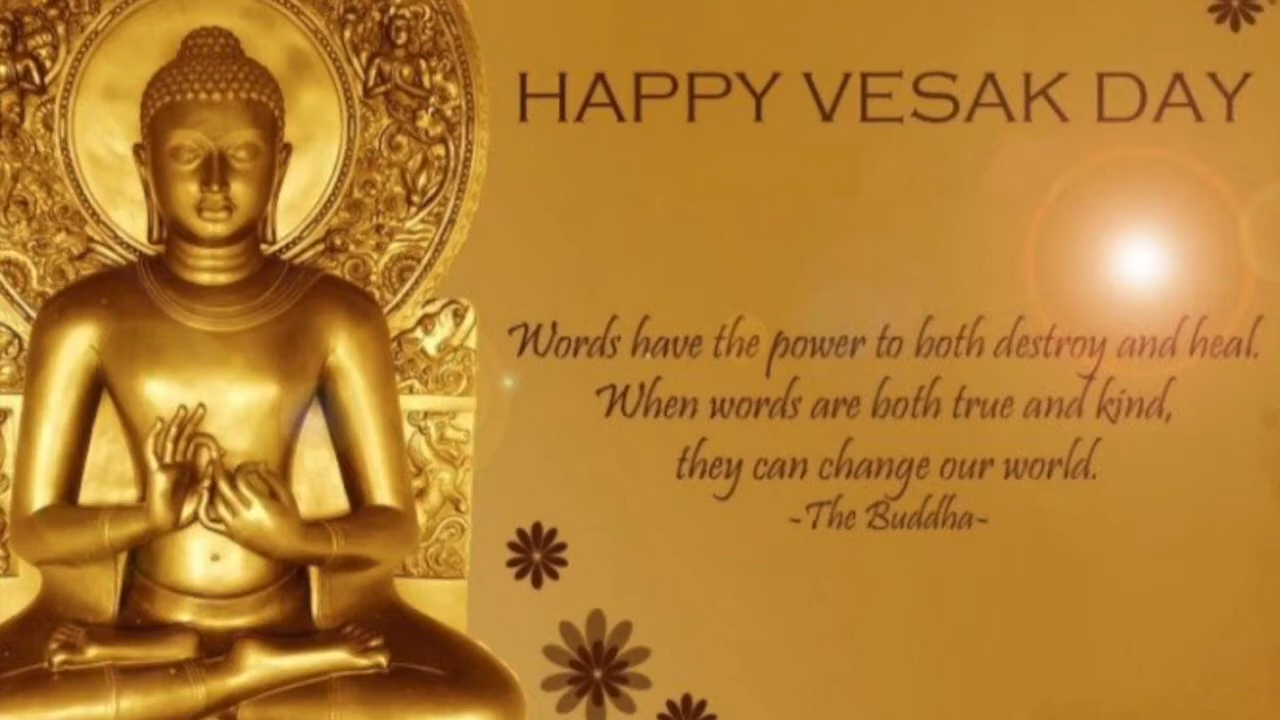 HAPPY VESAK DAY
Words have the power to both destroy and heal.
When words are both true and kind,
they can change our world.
~The Buddha~